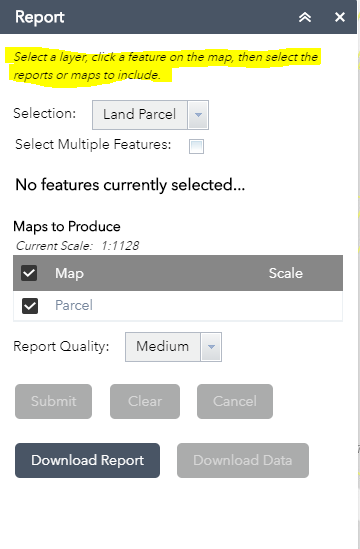 Report
Select a layer, click a feature on the map, then select the
reports or maps to include.
Selection: Land Parcel
Select Multiple Features:
No features currently selected...
Maps to Produce
Current Scale: 1:1128
Map Scale
Parcel
Report Quality: Medium
Submit Clear Cancel
Download Report Download Data